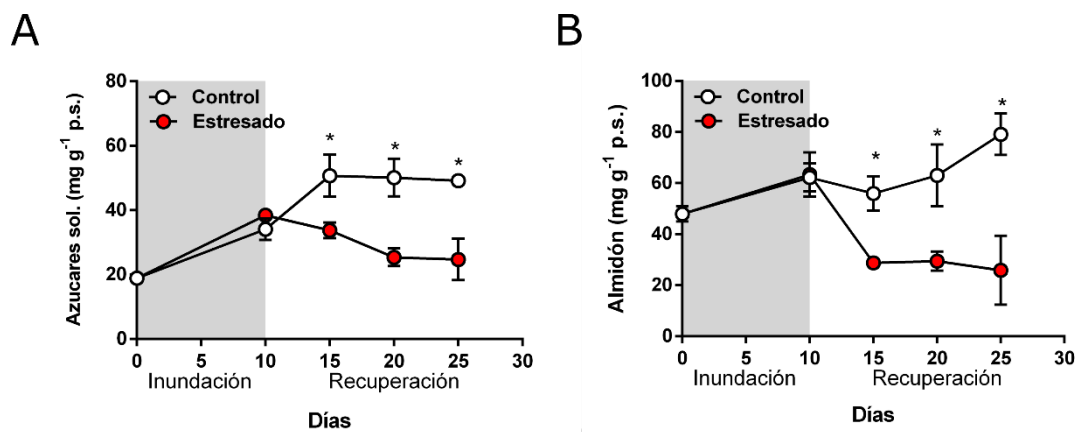 A
80
60
40
20
0
Azucares sol. (mg g-1 p.s.)
Control
Estresado
*
*
*
0 5 10 15 20 25 30
Inundación Recuperación
Días
B
100
80
60
40
20
0
Almidón (mg g-1 p.s.)
Control
Estresado
*
*
*
0 5 10 15 20 25 30
Inundación Recuperación
Días